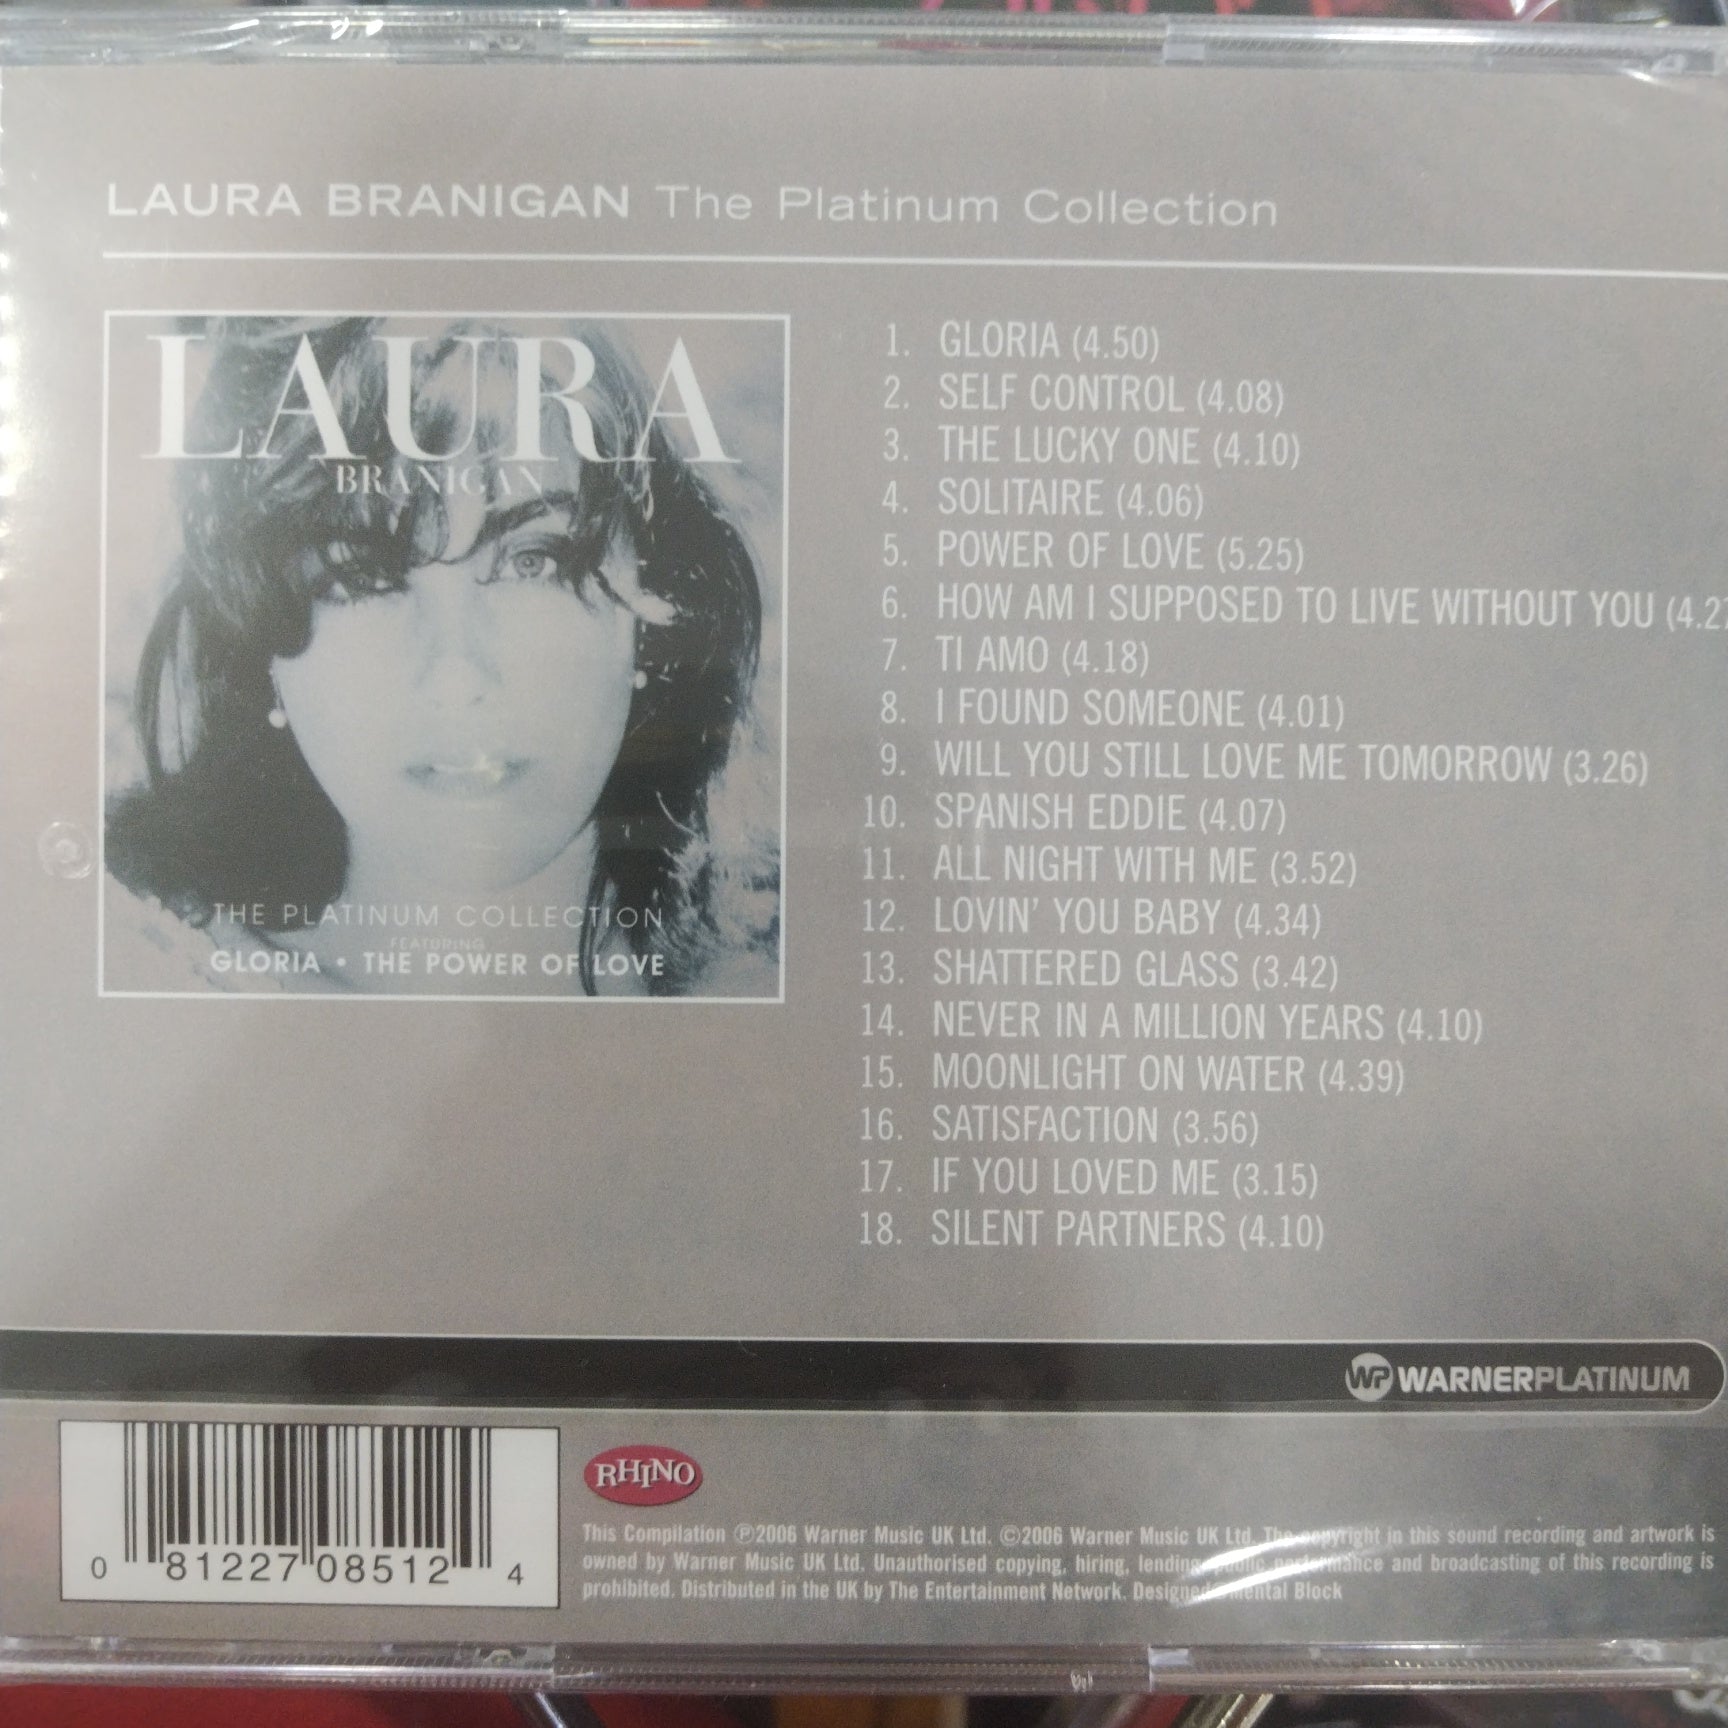 LAURA BRANIGAN The Platinum Collection
LAURA
BRANIGAN
THE PLATINUM COLLECTION
FEATURING
GLORIA • THE POWER OF LOVE
1. GLORIA (4.50)
2. SELF CONTROL (4.08)
3. THE LUCKY ONE (4.10)
4. SOLITAIRE (4.06)
5. POWER OF LOVE (5.25)
6. HOW AM I SUPPOSED TO LIVE WITHOUT YOU (4.27
7. TI AMO (4.18)
8. I FOUND SOMEONE (4.01)
9. WILL YOU STILL LOVE ME TOMORROW (3.26)
10. SPANISH EDDIE (4.07)
11. ALL NIGHT WITH ME (3.52)
12. LOVIN' YOU BABY (4.34)
13. SHATTERED GLASS (3.42)
14. NEVER IN A MILLION YEARS (4.10)
15. MOONLIGHT ON WATER (4.39)
16. SATISFACTION (3.56)
17. IF YOU LOVED ME (3.15)
18. SILENT PARTNERS (4.10)
WP WARNERPLATINUM
0 81227 08512 4
RHINO
This Compilation ℗2006 Warner Music UK Ltd. ©2006 Warner Music UK Ltd. The copyright in this sound recording and artwork is
owned by Warner Music UK Ltd. Unauthorised copying, hiring, lending, public performance and broadcasting of this recording is
prohibited. Distributed in the UK by The Entertainment Network. Designed Mental Block